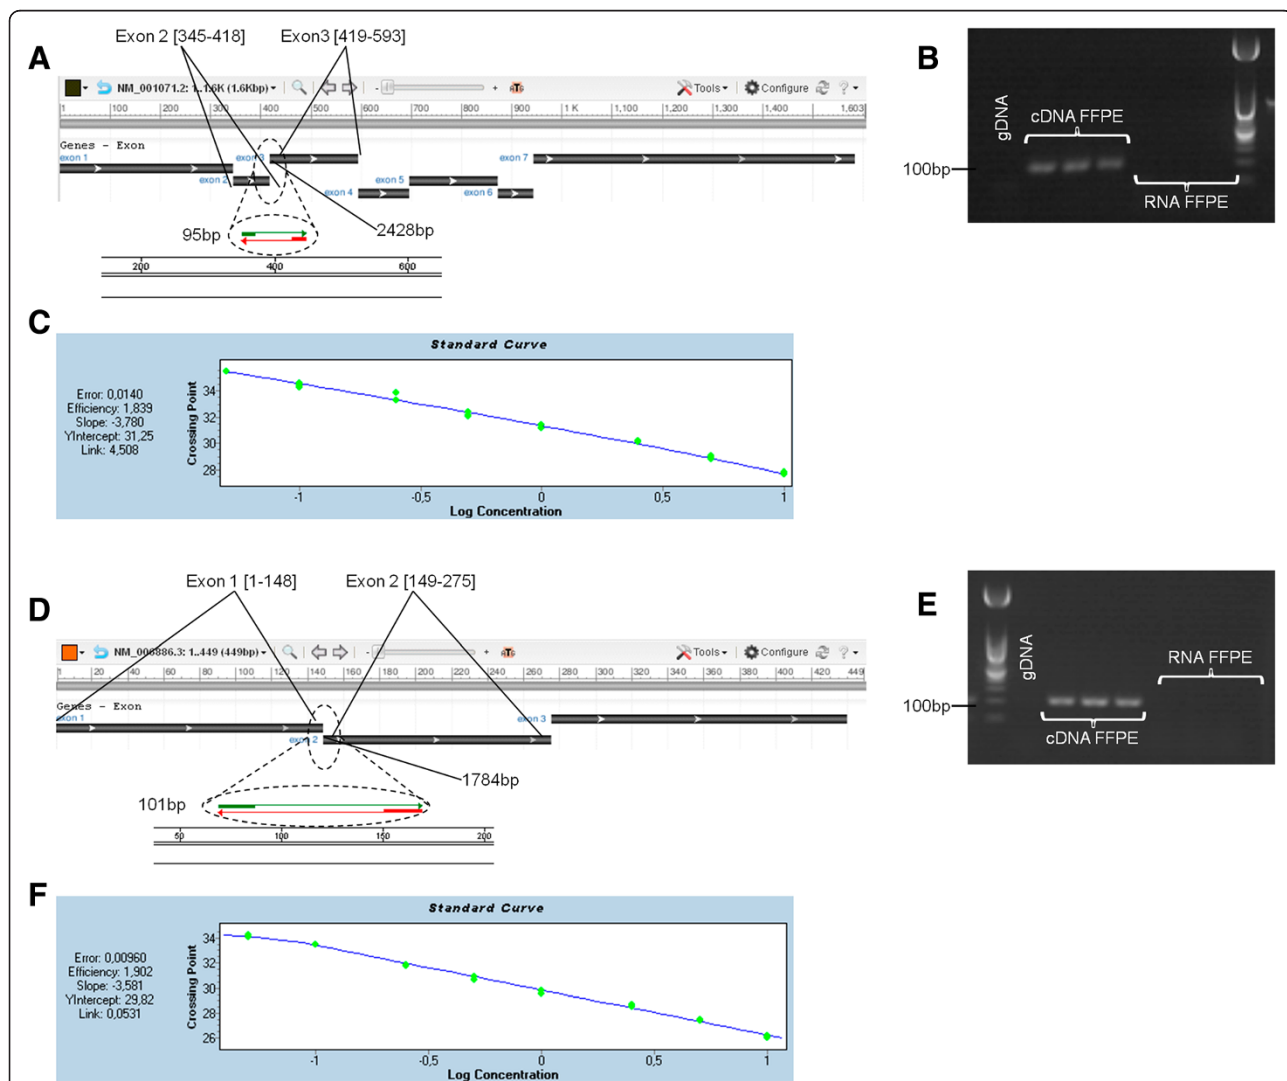 A
Exon 2 [345-418] Exon3 [419-593]
NM_001071.2: 1..1.6K (1.6Kbp) - + Tools Configure ?
1 100 200 300 400 500 600 700 800 900 1 K 1,100 1,200 1,300 1,400 1,603
Genes - Exon
exon 1 exon 3 exon 7
exon 2 exon 5
exon 4 exon 6
95bp 2428bp
200 400 600
B
gDNA
cDNA FFPE
100bp
RNA FFPE
C
Standard Curve
Error: 0,0140
Efficiency: 1,839
Slope: -3,780
YIntercept: 31,25
Link: 4,508
Crossing Point
34
32
30
28
-1 -0,5 0 0,5 1
Log Concentration
D
Exon 1 [1-148] Exon 2 [149-275]
NM_006886.3: 1..449 (449bp) - + Tools Configure ?
1 20 40 60 80 100 120 140 160 180 200 220 240 260 280 300 320 340 360 380 400 420 449
Genes - Exon
exon 1 exon 3
exon 2
1784bp
101bp
50 100 150 200
E
gDNA
RNA FFPE
100bp
cDNA FFPE
F
Standard Curve
Error: 0,00960
Efficiency: 1,902
Slope: -3,581
YIntercept: 29,82
Link: 0,0531
Crossing Point
34
32
30
28
26
-1 -0,5 0 0,5 1
Log Concentration